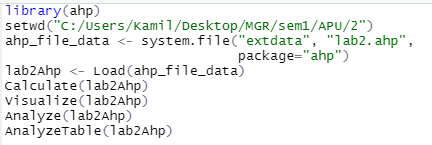 library(ahp)
setwd("C:/Users/Kamil/Desktop/MGR/sem1/APU/2")
ahp_file_data <- system.file("extdata", "lab2.ahp",
                             package="ahp")
lab2Ahp <- Load(ahp_file_data)
Calculate(lab2Ahp)
Visualize(lab2Ahp)
Analyze(lab2Ahp)
AnalyzeTable(lab2Ahp)